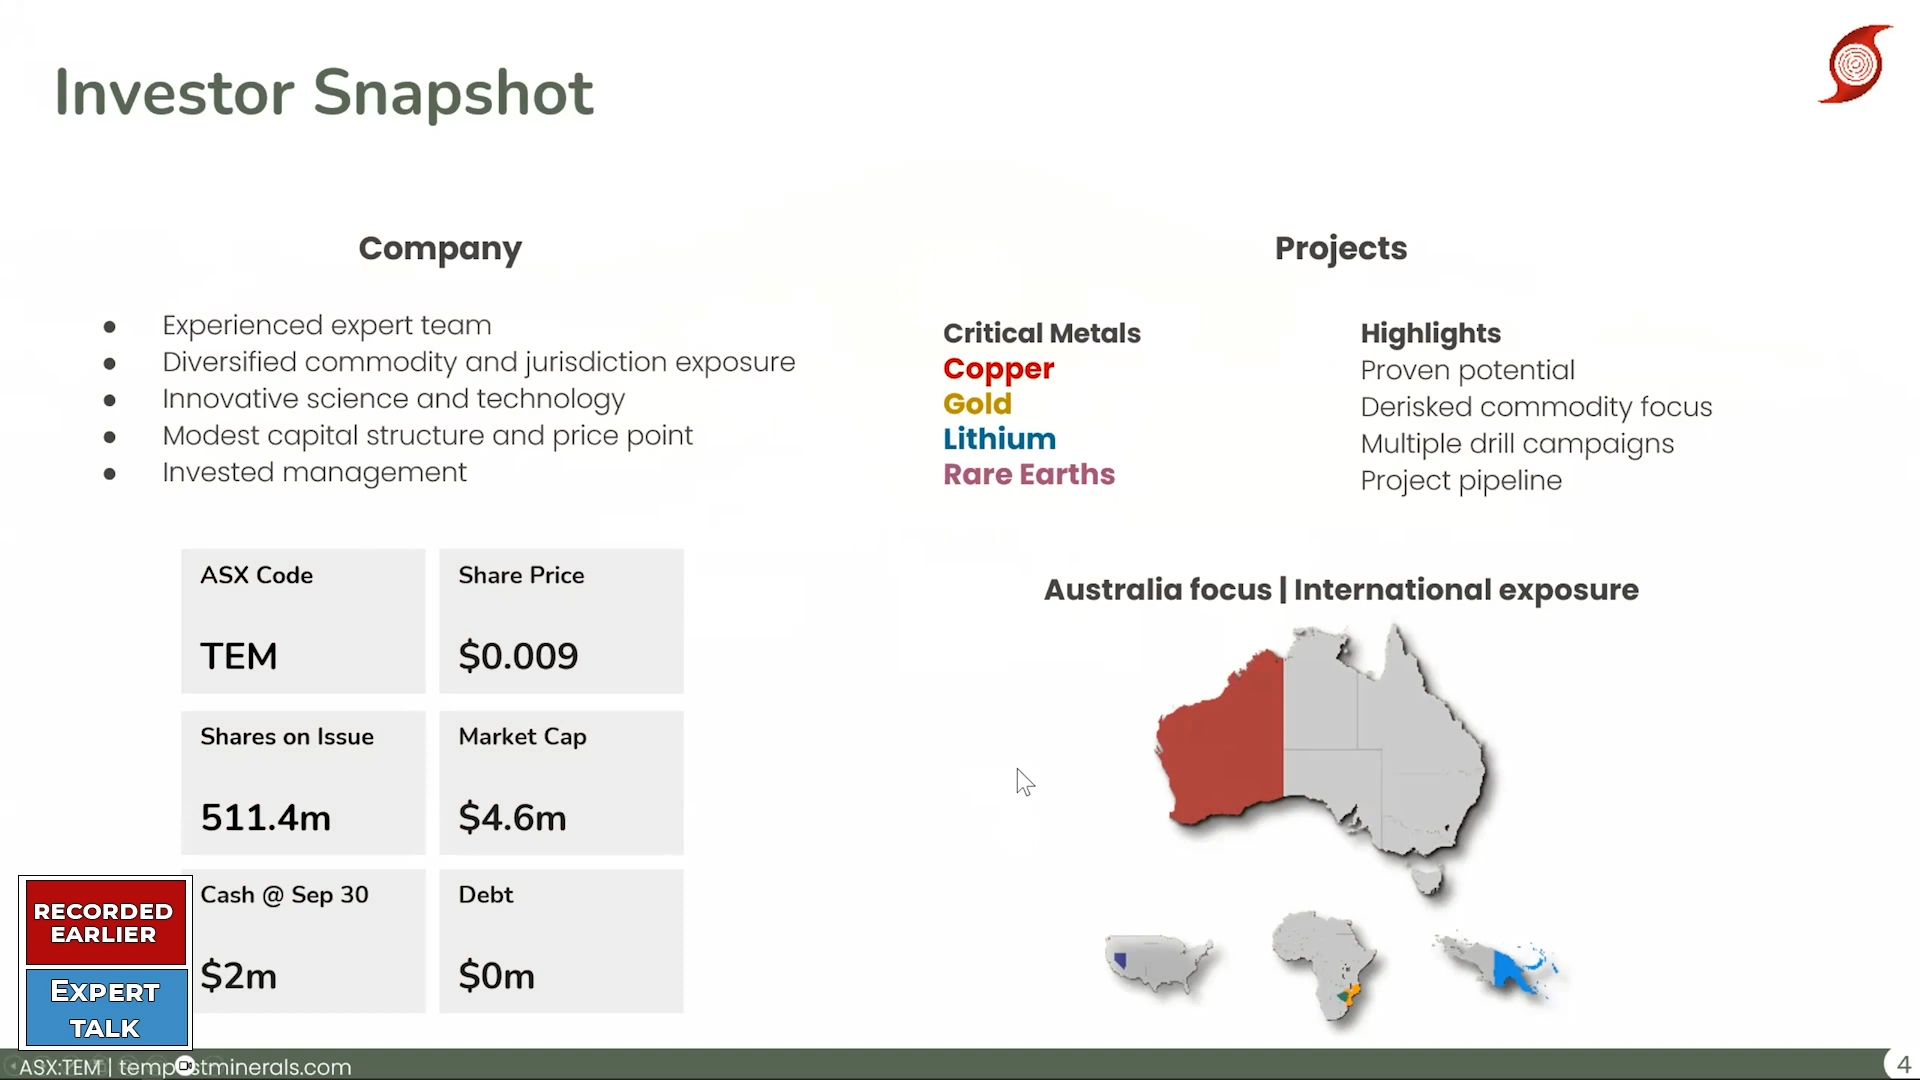 Investor Snapshot
Company
Experienced expert team
Diversified commodity and jurisdiction exposure
Innovative science and technology
Modest capital structure and price point
Invested management
ASX Code
TEM
Share Price
$0.009
Shares on Issue
511.4m
Market Cap
$4.6m
Cash @ Sep 30
$2m
Debt
$0m
Projects
Critical Metals
Copper
Gold
Lithium
Rare Earths
Highlights
Proven potential
Derisked commodity focus
Multiple drill campaigns
Project pipeline
Australia focus | International exposure
RECORDED
EARLIER
EXPERT
TALK
ASX:TEM | tempestminerals.com
4